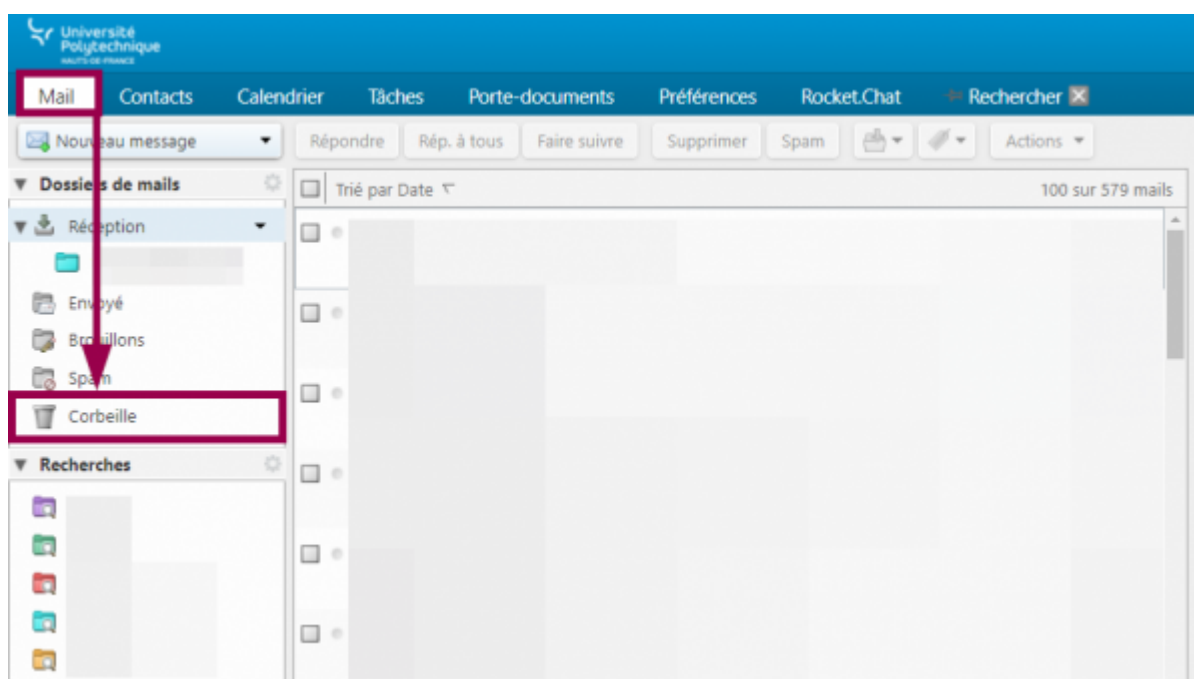 Université
Polytechnique
HAUTS-DE-FRANCE
Mail Contacts Calendrier Tâches Porte-documents Préférences Rocket.Chat Rechercher
Nouveau message Répondre Rép. à tous Faire suivre Supprimer Spam Actions
Dossiers de mails
Trié par Date 100 sur 579 mails
Réception
Envoyé
Brouillons
Spam
Corbeille
Recherches